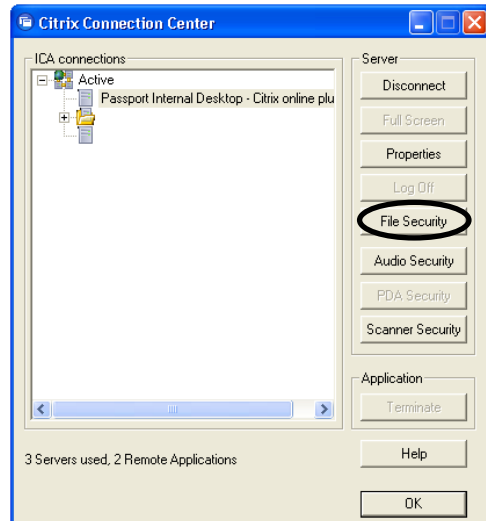 Citrix Connection Center
ICA connections
Active
Passport Internal Desktop - Citrix online plu
3 Servers used, 2 Remote Applications
Server
Disconnect
Full Screen
Properties
Log Off
File Security
Audio Security
PDA Security
Scanner Security
Application
Terminate
Help
OK